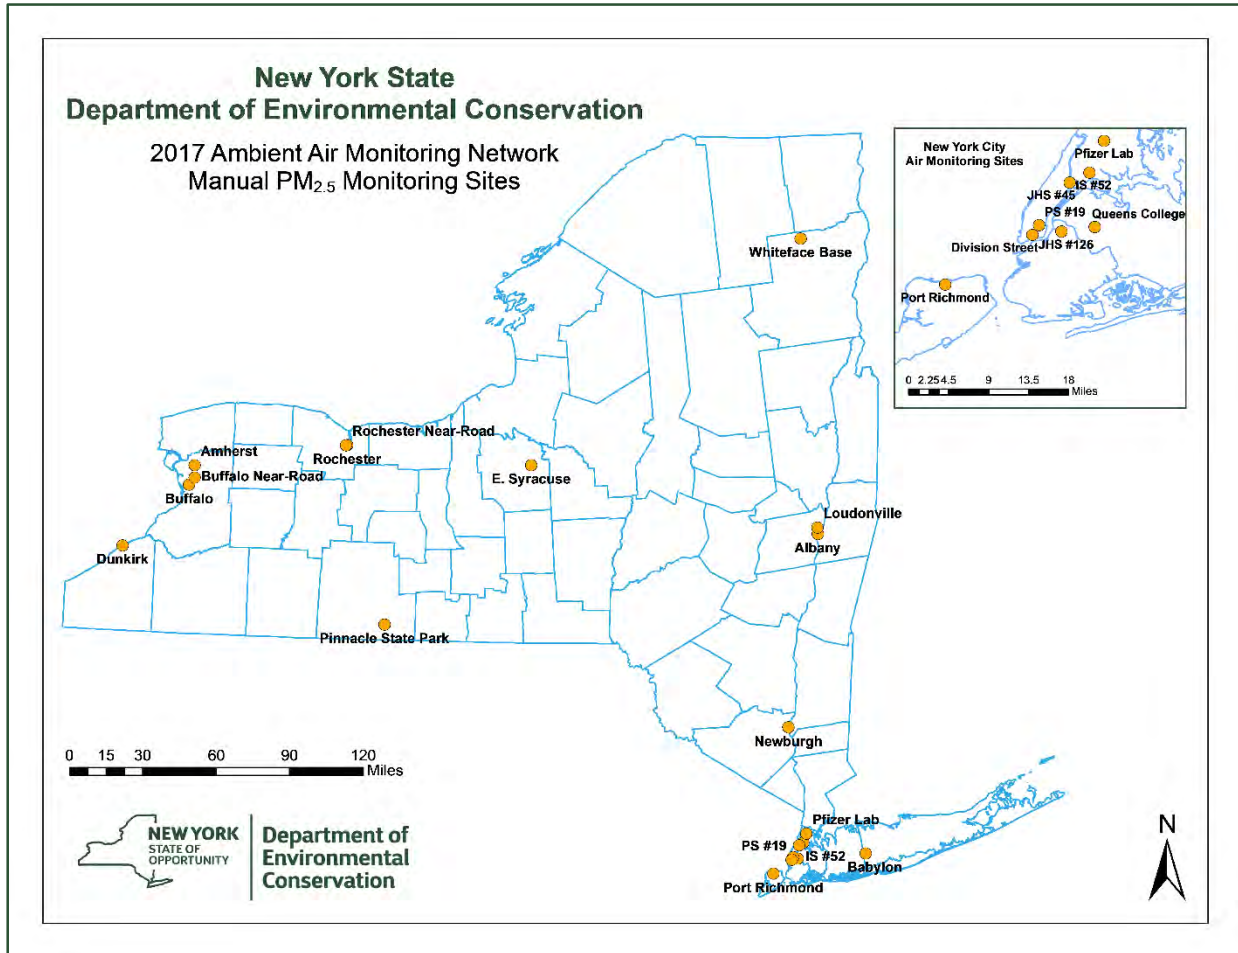 New York State
Department of Environmental Conservation
2017 Ambient Air Monitoring Network
Manual PM2.5 Monitoring Sites
New York City
Air Monitoring Sites
Pfizer Lab
IS #52
JHS #45
PS #19
Queens College
Division Street
JHS #126
Port Richmond
0 2.25 4.5 9 13.5 18
Miles
Whiteface Base
Rochester Near-Road
Rochester
Amherst
Buffalo Near-Road
Buffalo
E. Syracuse
Loudonville
Albany
Dunkirk
Pinnacle State Park
Newburgh
0 15 30 60 90 120
Miles
Pfizer Lab
PS #19
IS #52
Babylon
Port Richmond
NEW YORK
STATE OF
OPPORTUNITY
Department of
Environmental
Conservation
N